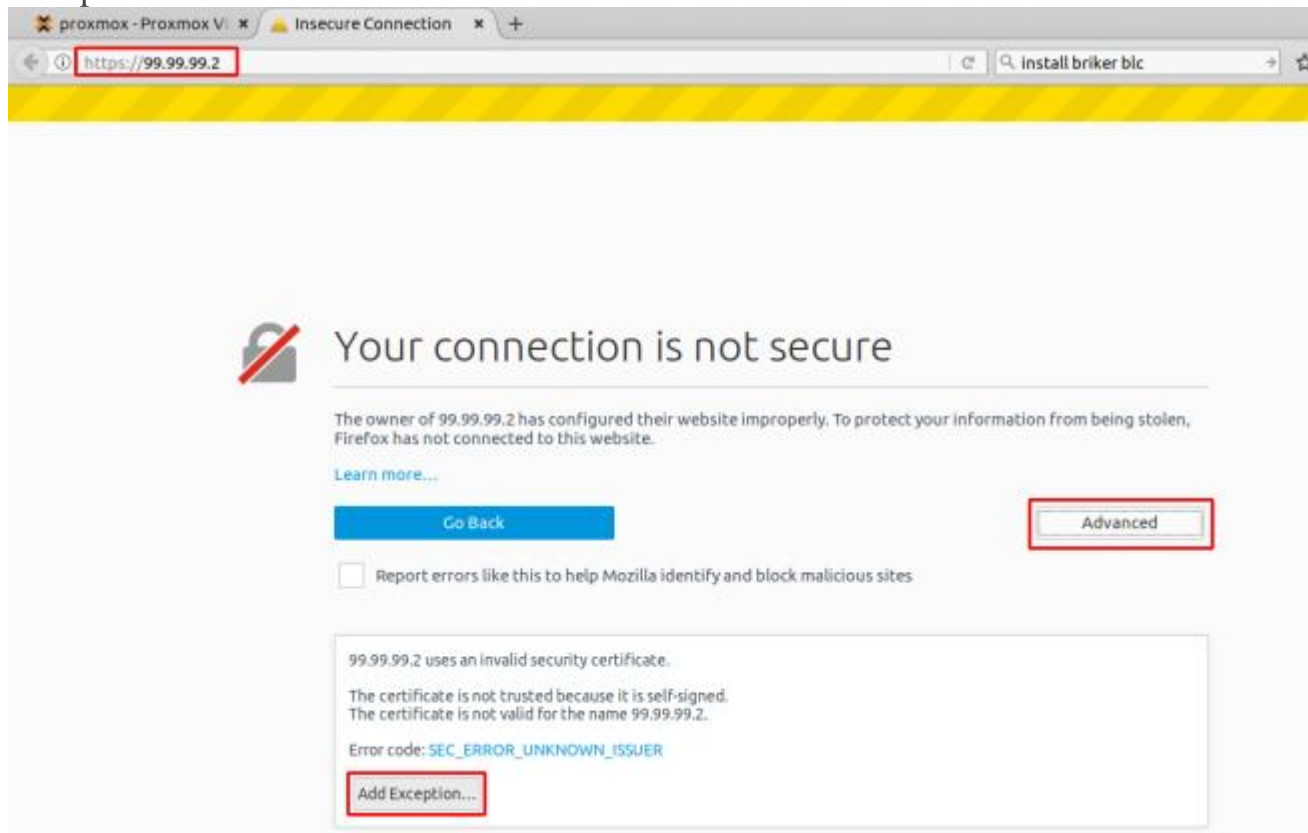 proxmox - Proxmox V
Insecure Connection
https://99.99.99.2
install briker blc
Your connection is not secure
The owner of 99.99.99.2 has configured their website improperly. To protect your information from being stolen,
Firefox has not connected to this website.
Learn more...
Go Back
Advanced
Report errors like this to help Mozilla identify and block malicious sites
99.99.99.2 uses an invalid security certificate.
The certificate is not trusted because it is self-signed.
The certificate is not valid for the name 99.99.99.2.
Error code: SEC_ERROR_UNKNOWN_ISSUER
Add Exception...